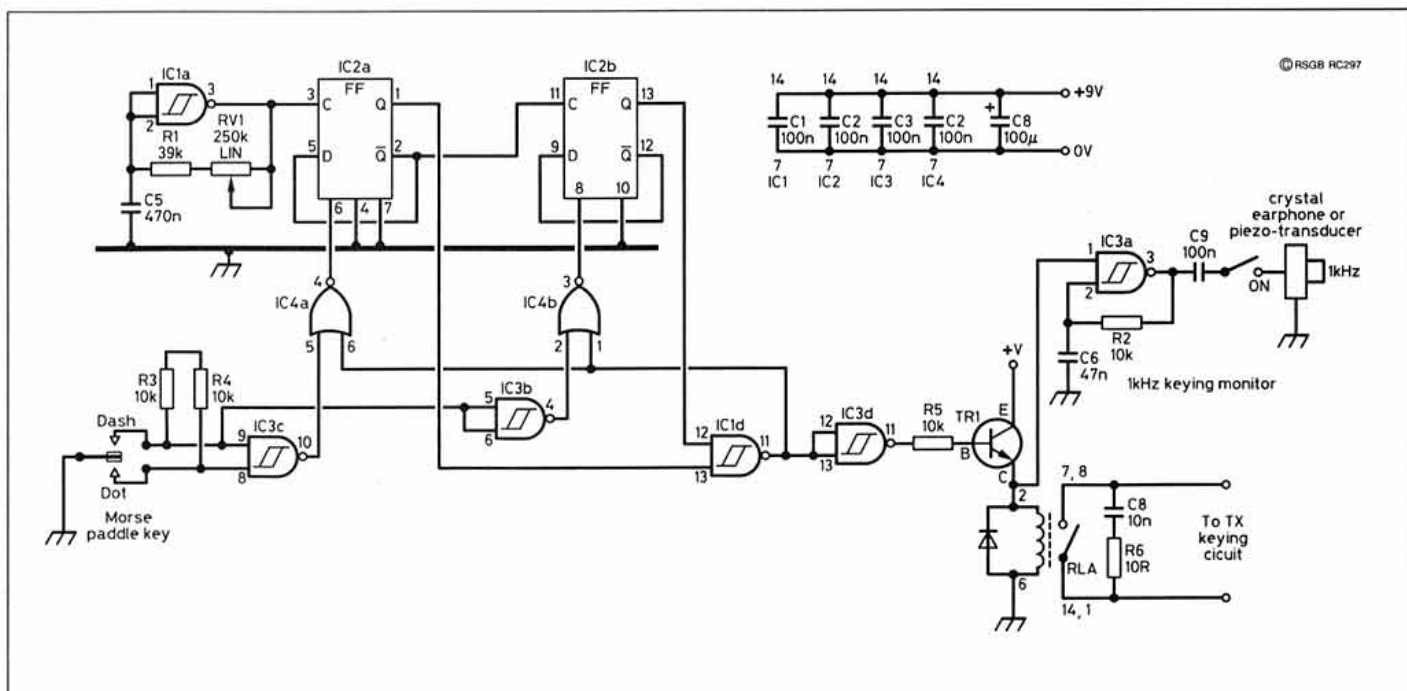 ©RSGB RC297
IC1a
1
2
3
R1
39k
RV1
250k
LIN
C5
470n
IC2a
FF
3 C
Q 1
5 D
Q̅ 2
6 4 7
IC2b
FF
11 C
Q 13
9 D
Q̅ 12
8 10
14 14 14 14
+9V
C1
100n
C2
100n
C3
100n
C2
100n
+
C8
100µ
0V
7 7 7 7
IC1 IC2 IC3 IC4
4
IC4a
5 6
3
IC4b
2 1
R3
10k
R4
10k
Dash
Dot
Morse
paddle key
IC3c
9
8
10
IC3b
5
6
4
12
13
IC1d
11
12
13
IC3d
11
R5
10k
+V
TR1
E
B
C
2
6
7, 8
RLA
14, 1
C8
10n
R6
10R
To TX
keying
cicuit
IC3a
1
2
3
C9
100n
ON
crystal
earphone or
piezo-transducer
1kHz
R2
10k
C6
47n
1kHz keying monitor